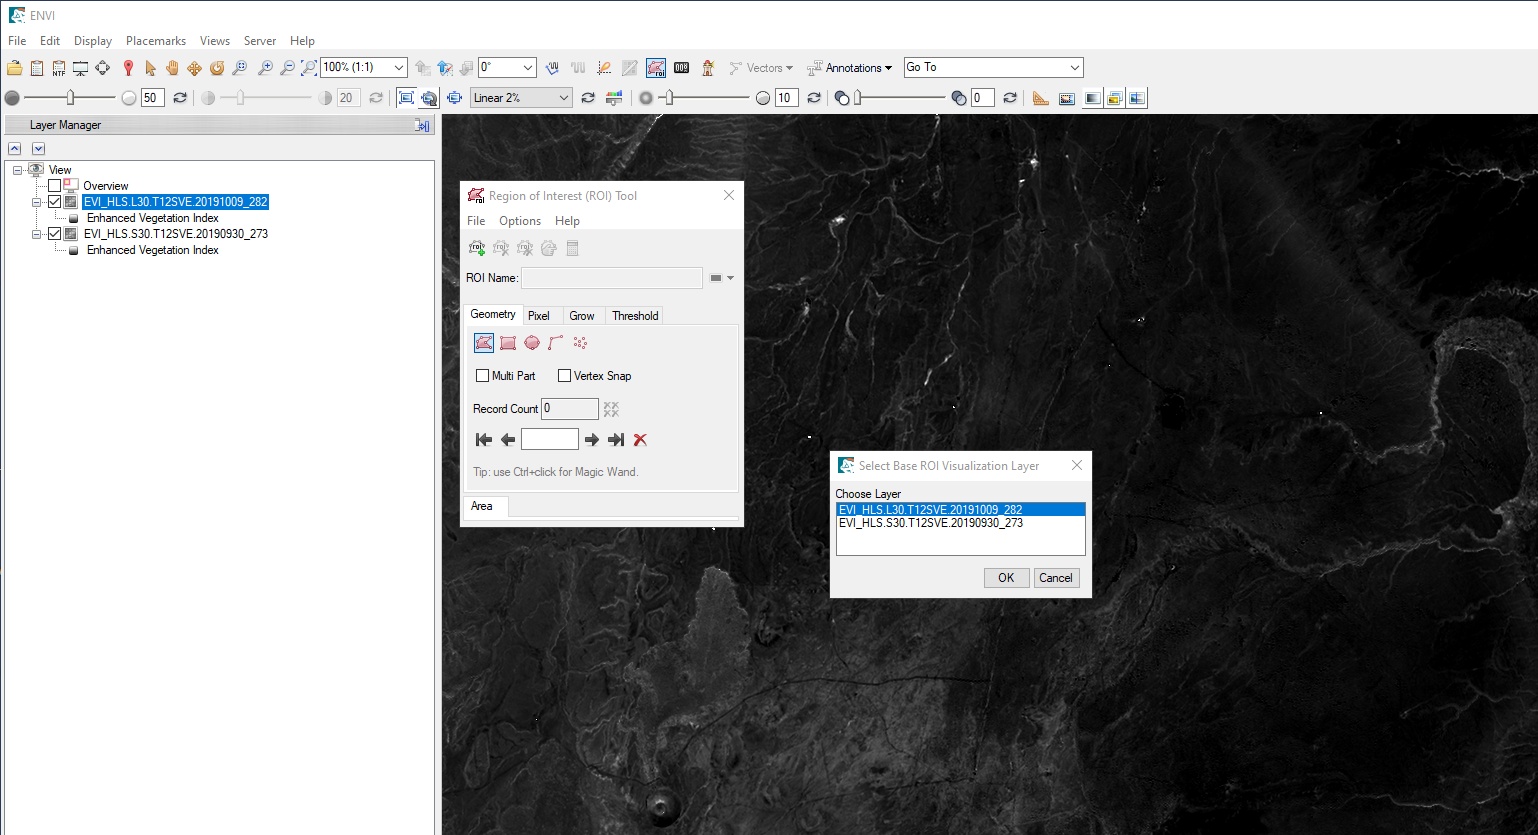 ENVI
File Edit Display Placemarks Views Server Help
NTF 100% (1:1) 0° roi Vectors Annotations Go To
50 20 Linear 2% 10 0
Layer Manager
View
Overview
EVI_HLS.L30.T12SVE.20191009_282
Enhanced Vegetation Index
EVI_HLS.S30.T12SVE.20190930_273
Enhanced Vegetation Index
roi Region of Interest (ROI) Tool
File Options Help
ROI Name:
Geometry Pixel Grow Threshold
Multi Part Vertex Snap
Record Count 0
Tip: use Ctrl+click for Magic Wand.
Area
Select Base ROI Visualization Layer
Choose Layer
EVI_HLS.L30.T12SVE.20191009_282
EVI_HLS.S30.T12SVE.20190930_273
OK Cancel